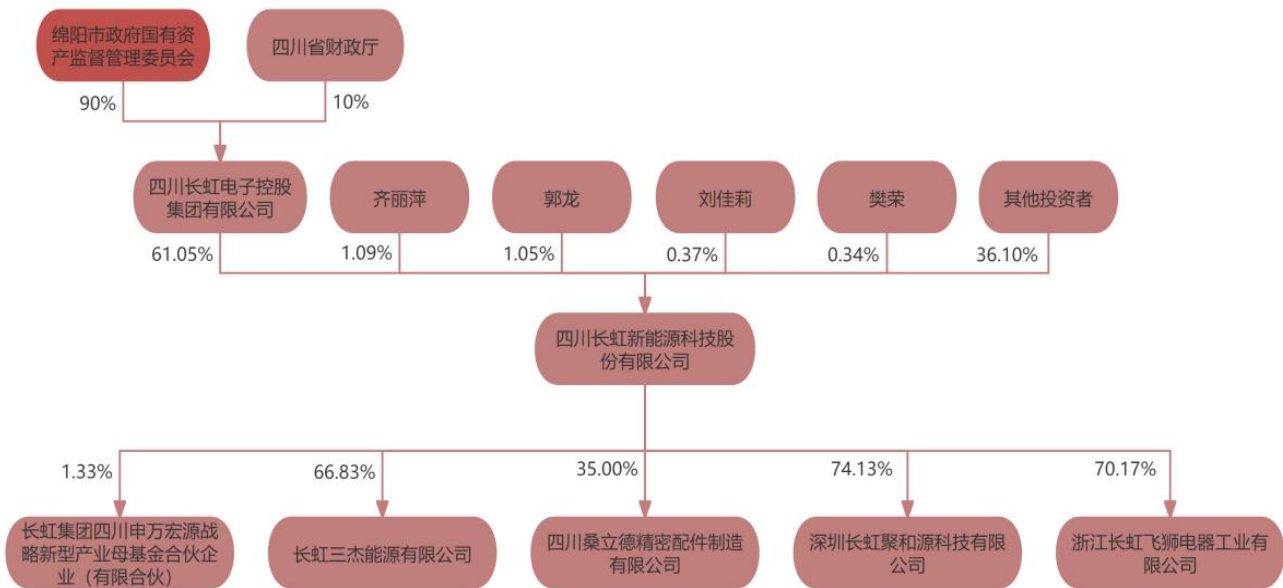 绵阳市政府国有资
产监督管理委员会
四川省财政厅
90%
10%
四川长虹电子控股
集团有限公司
齐丽萍
郭龙
刘佳莉
樊荣
其他投资者
61.05%
1.09%
1.05%
0.37%
0.34%
36.10%
四川长虹新能源科技股
份有限公司
1.33%
66.83%
35.00%
74.13%
70.17%
长虹集团四川申万宏源战
略新型产业母基金合伙企
业（有限合伙）
长虹三杰能源有限公司
四川桑立德精密配件制造
有限公司
深圳长虹聚和源科技有限
公司
浙江长虹飞狮电器工业有
限公司